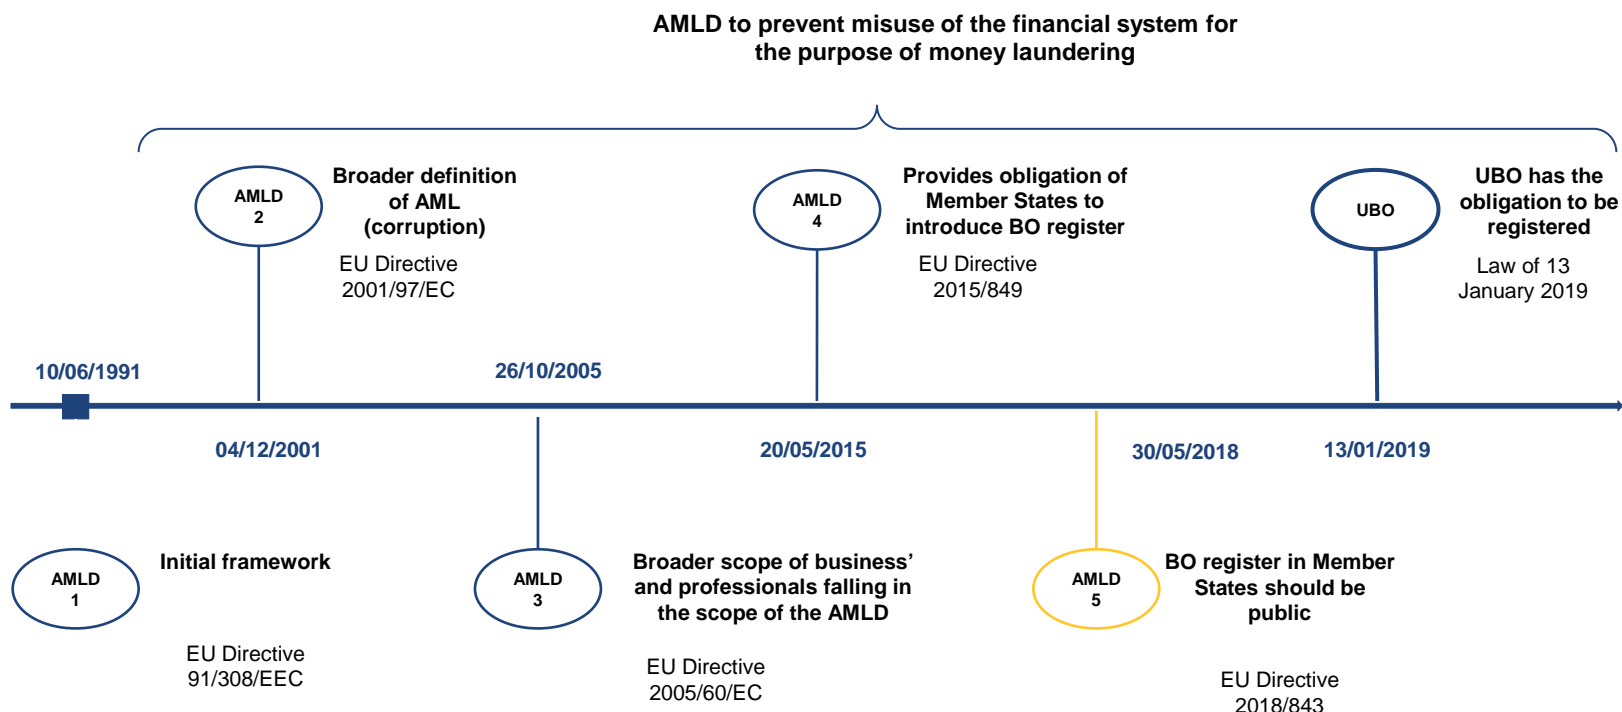 AMLD to prevent misuse of the financial system for
the purpose of money laundering
AMLD
2
Broader definition
of AML
(corruption)
EU Directive
2001/97/EC
AMLD
4
Provides obligation of
Member States to
introduce BO register
EU Directive
2015/849
UBO
UBO has the
obligation to be
registered
Law of 13
January 2019
10/06/1991
26/10/2005
04/12/2001
20/05/2015
30/05/2018
13/01/2019
AMLD
1
Initial framework
EU Directive
91/308/EEC
AMLD
3
Broader scope of business'
and professionals falling in
the scope of the AMLD
EU Directive
2005/60/EC
AMLD
5
BO register in Member
States should be
public
EU Directive
2018/843